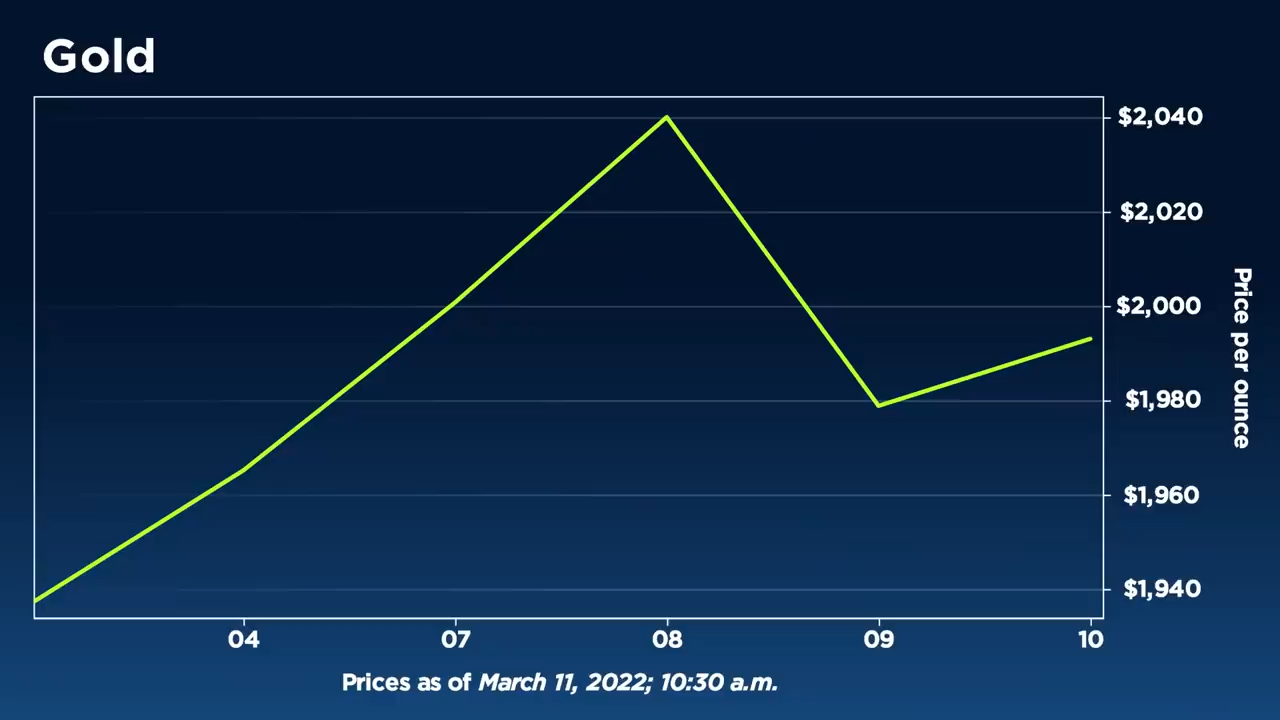 Gold
$2,040
$2,020
$2,000
$1,980
$1,960
$1,940
Price per ounce
04 07 08 09 10
Prices as of March 11, 2022; 10:30 a.m.